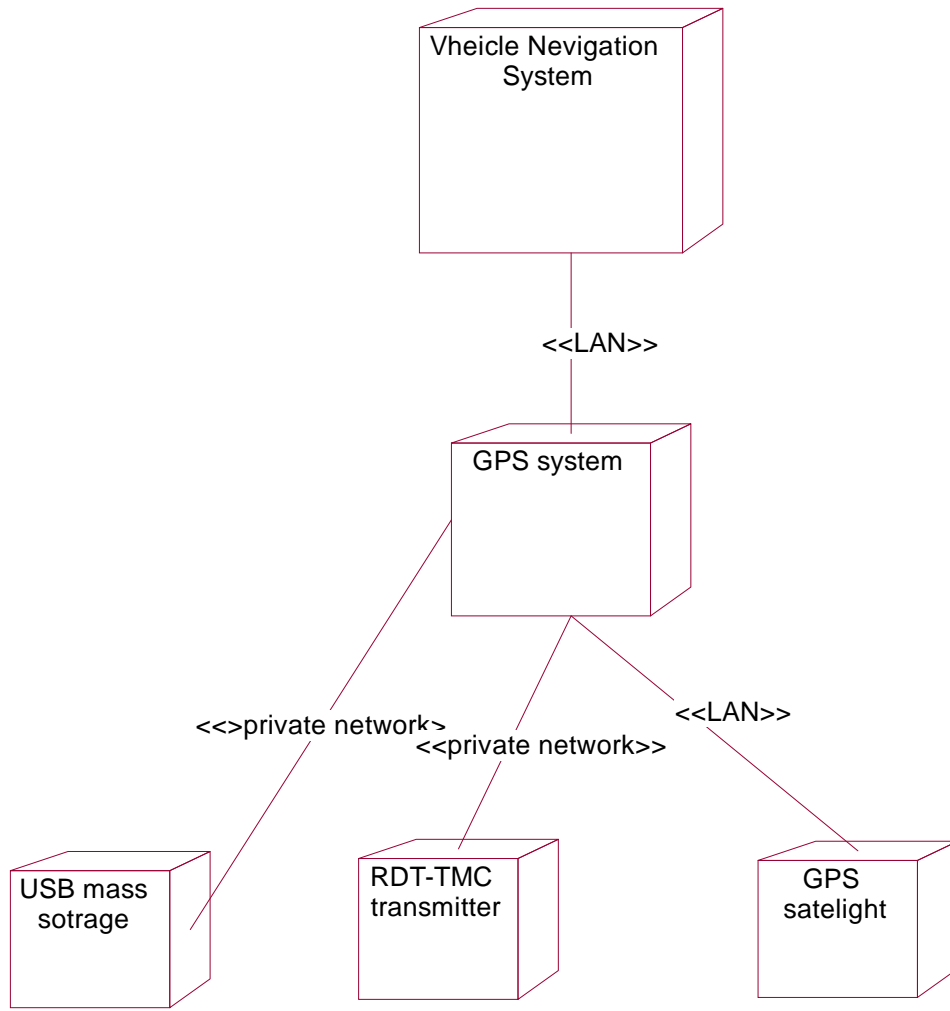 Vheicle Nevigation
System
<<LAN>>
GPS system
<<>private network>
<<private network>>
<<LAN>>
USB mass
sotrage
RDT-TMC
transmitter
GPS
satelight